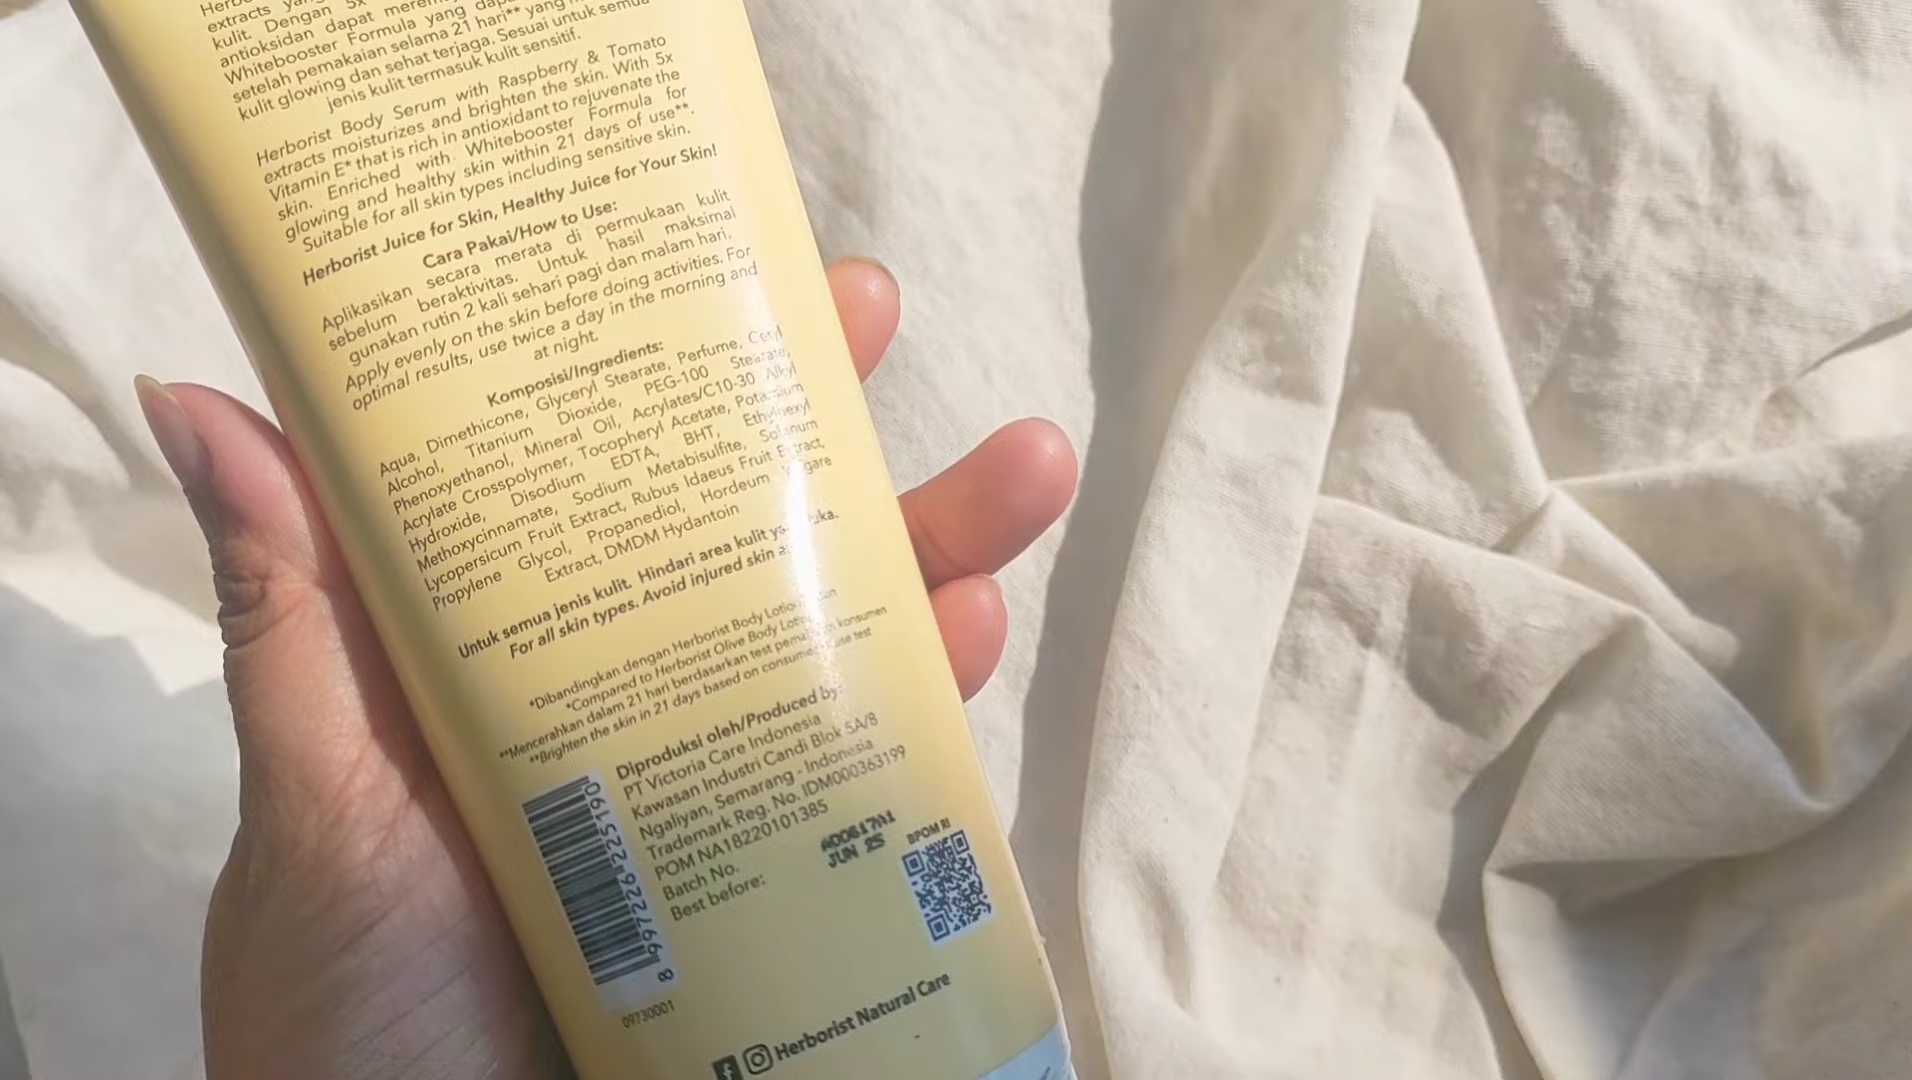 extracts
kulit. Dengan 5x
antioksidan dapat
Whitebooster Formula yang
setelah pemakaian selama 21 hari** yang
kulit glowing dan sehat terjaga. Sesuai untuk semua
jenis kulit termasuk kulit sensitif.
Herborist Body Serum with Raspberry & Tomato
extracts moisturizes and brighten the skin. With 5x
Vitamin E* that is rich in antioxidant to rejuvenate the
skin. Enriched with Whitebooster Formula for
glowing and healthy skin within 21 days of use**.
Suitable for all skin types including sensitive skin.
Herborist Juice for Skin, Healthy Juice for Your Skin!
Cara Pakai/How to Use:
Aplikasikan secara merata di permukaan kulit
sebelum beraktivitas. Untuk hasil maksimal
gunakan rutin 2 kali sehari pagi dan malam hari.
Apply evenly on the skin before doing activities. For
optimal results, use twice a day in the morning and
at night.
Komposisi/Ingredients:
Aqua, Dimethicone, Glyceryl Stearate, Perfume, Cetyl
Alcohol, Titanium Dioxide, PEG-100 Stearate,
Phenoxyethanol, Mineral Oil, Acrylates/C10-30 Alkyl
Acrylate Crosspolymer, Tocopheryl Acetate, Potassium
Hydroxide, Disodium EDTA, BHT, Ethylhexyl
Methoxycinnamate, Sodium Metabisulfite, Solanum
Lycopersicum Fruit Extract, Rubus Idaeus Fruit Extract,
Propylene Glycol, Propanediol, Hordeum Vulgare
Extract, DMDM Hydantoin
Untuk semua jenis kulit. Hindari area kulit
For all skin types. Avoid injured skin
*Dibandingkan dengan Herborist Body Lotion
*Compared to Herborist Olive Body Lotion
**Mencerahkan dalam 21 hari berdasarkan test pemakaian konsumen
**Brighten the skin in 21 days based on consumer use test
Diproduksi oleh/Produced by:
PT Victoria Care Indonesia
Kawasan Industri Candi Blok 5A/8
Ngaliyan, Semarang - Indonesia
Trademark Reg. No. IDM000363199
POM NA18220101385
Batch No.
Best before:
JUN 25
BPOM RI
8 997226 225190
09730001
Herborist Natural Care